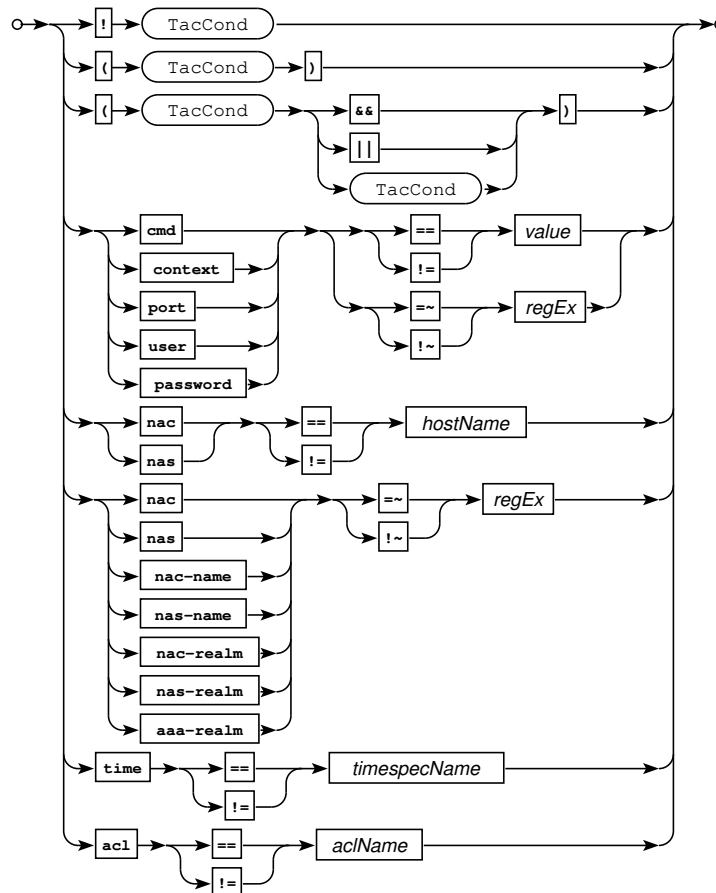 ! TacCond
( TacCond )
( TacCond && )
||
TacCond
cmd == value
context !=
port =~ regEx
user !~
password
nac == hostName
nas !=
nac =~ regEx
nas !~
nac-name
nas-name
nac-realm
nas-realm
aaa-realm
time == timespecName
!=
acl == aclName
!=